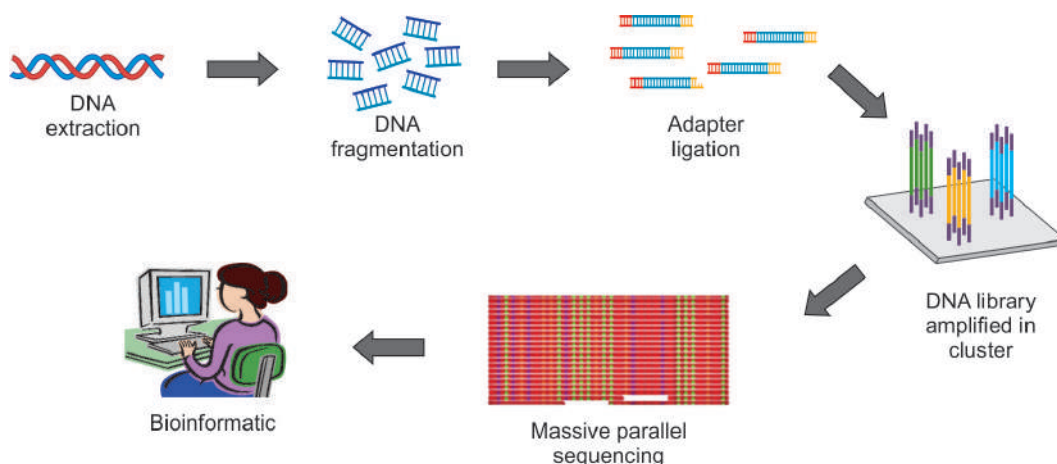 DNA
extraction
DNA
fragmentation
Adapter
ligation
DNA library
amplified in
cluster
Massive parallel
sequencing
Bioinformatic